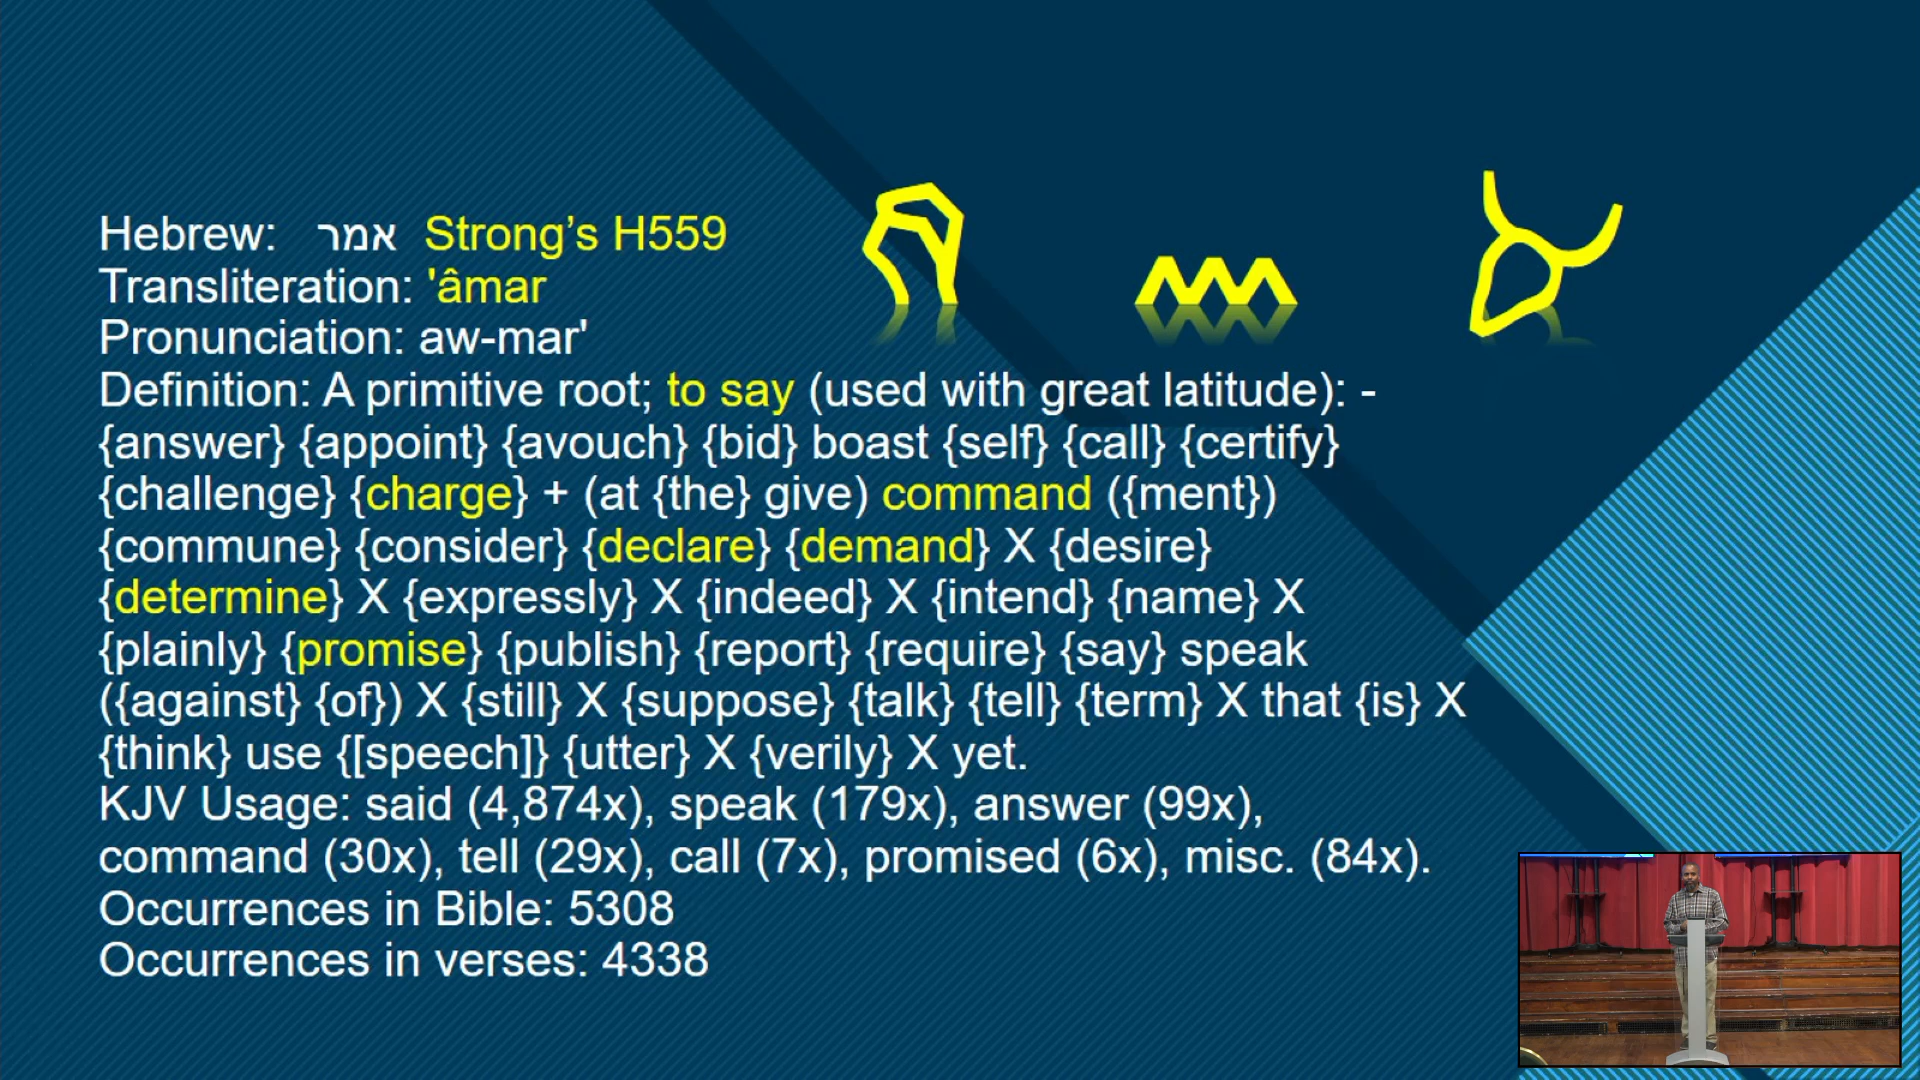 Hebrew: אמר Strong’s H559
Transliteration: 'âmar
Pronunciation: aw-mar'
Definition: A primitive root; to say (used with great latitude): -
{answer} {appoint} {avouch} {bid} boast {self} {call} {certify}
{challenge} {charge} + (at {the} give) command ({ment})
{commune} {consider} {declare} {demand} X {desire}
{determine} X {expressly} X {indeed} X {intend} {name} X
{plainly} {promise} {publish} {report} {require} {say} speak
({against} {of}) X {still} X {suppose} {talk} {tell} {term} X that {is} X
{think} use {[speech]} {utter} X {verily} X yet.
KJV Usage: said (4,874x), speak (179x), answer (99x),
command (30x), tell (29x), call (7x), promised (6x), misc. (84x).
Occurrences in Bible: 5308
Occurrences in verses: 4338